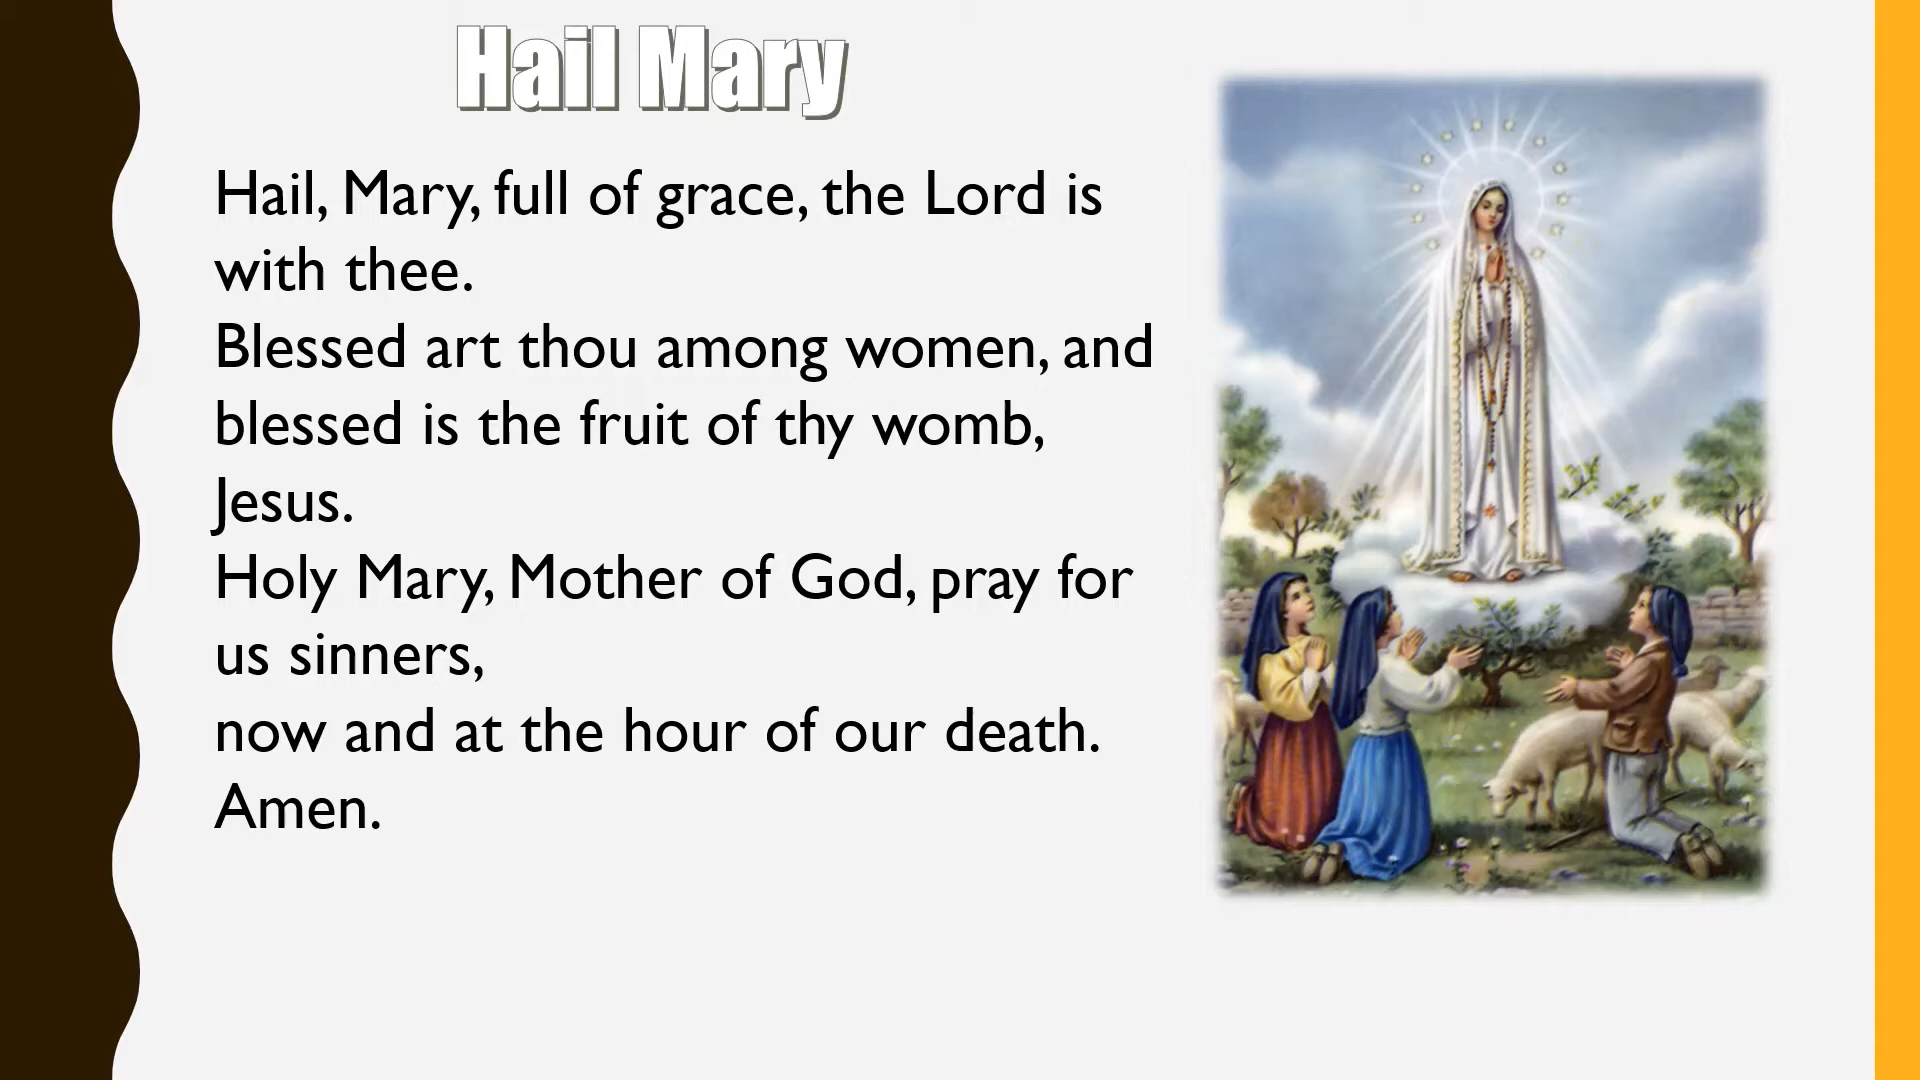 Hail Mary
Hail, Mary, full of grace, the Lord is
with thee.
Blessed art thou among women, and
blessed is the fruit of thy womb,
Jesus.
Holy Mary, Mother of God, pray for
us sinners,
now and at the hour of our death.
Amen.